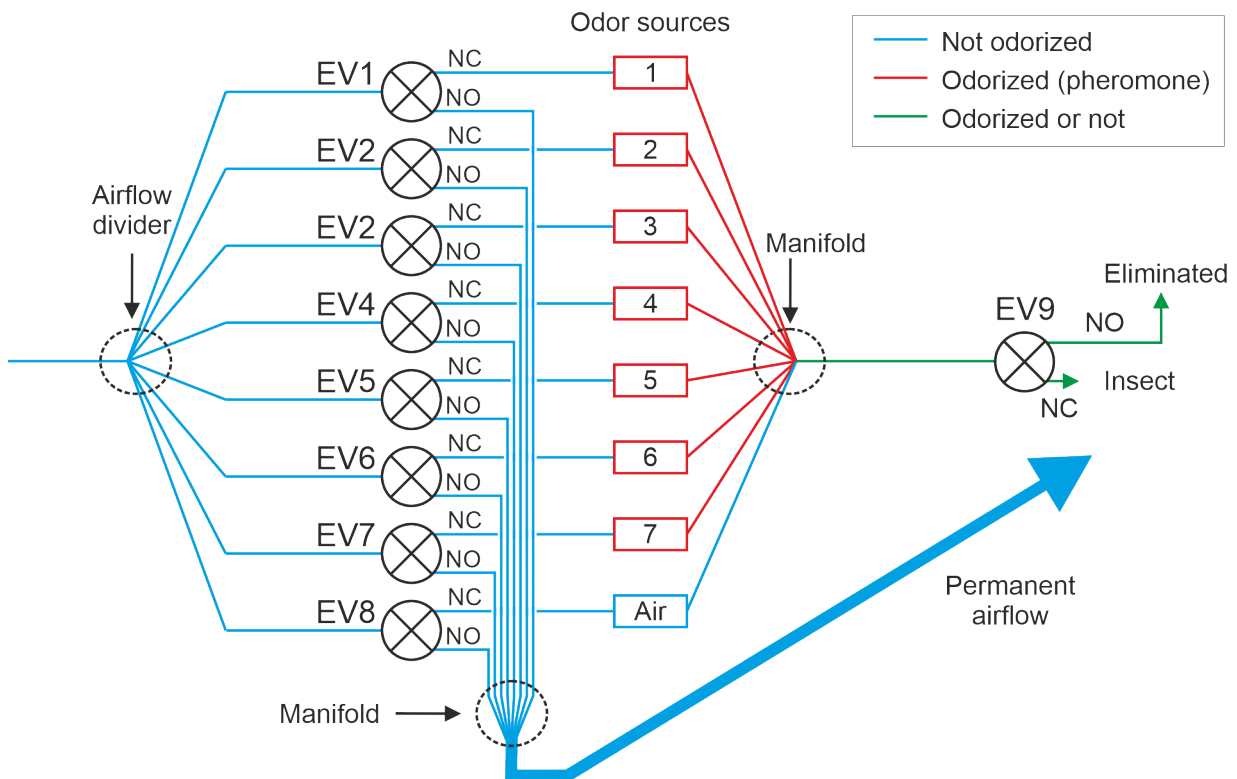 Odor sources
Not odorized
Odorized (pheromone)
Odorized or not
Airflow
divider
EV1
NC
NO
1
EV2
NC
NO
2
EV2
NC
NO
3
EV4
NC
NO
4
EV5
NC
NO
5
EV6
NC
NO
6
EV7
NC
NO
7
EV8
NC
NO
Air
Manifold
Manifold
EV9
NO
Eliminated
NC
Insect
Permanent
airflow